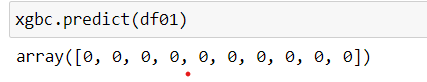 xgbc.predict(df01)
array([0, 0, 0, 0, 0, 0, 0, 0, 0, 0])